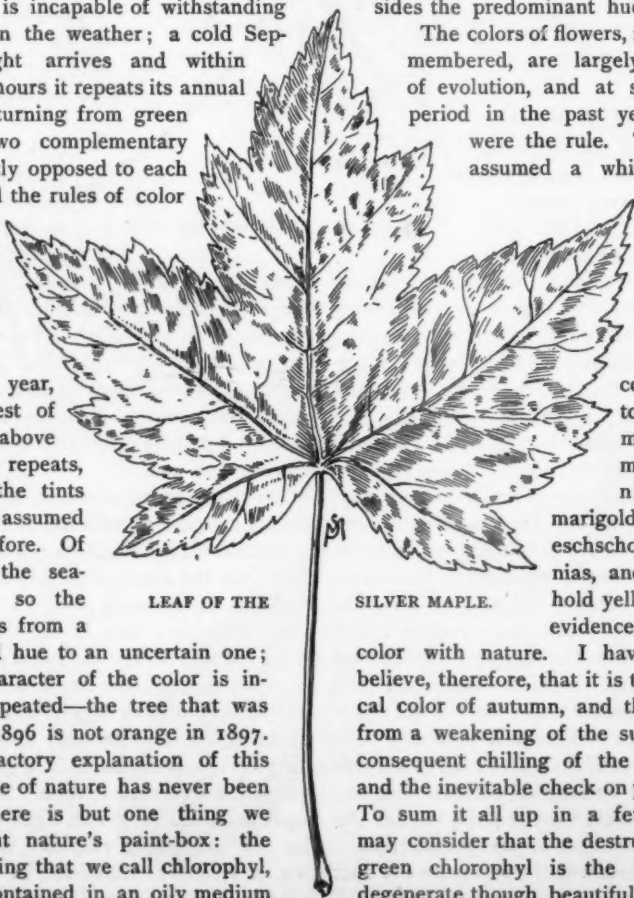 is incapable of withstanding
n the weather; a cold Sep-
ght arrives and within
hours it repeats its annual
turning from green
wo complementary
ly opposed to each
the rules of color
year,
est of
above
repeats,
the tints
assumed
fore. Of
the sea-
so the
s from a
hue to an uncertain one;
aracter of the color is in-
peated—the tree that was
896 is not orange in 1897.
actory explanation of this
e of nature has never been
ere is but one thing we
t nature's paint-box: the
ing that we call chlorophyl,
ontained in an oily medium
LEAF OF THE SILVER MAPLE.
sides the predominant hu
The colors of flowers,
membered, are largely
of evolution, and at s
period in the past ye
were the rule.
assumed a whi
co
to
m
m
n
marigold
eschscho
nias, and
hold yell
evidence
color with nature. I hav
believe, therefore, that it is t
cal color of autumn, and th
from a weakening of the su
consequent chilling of the
and the inevitable check on
To sum it all up in a fe
may consider that the destru
green chlorophyl is the
degenerate though beautiful